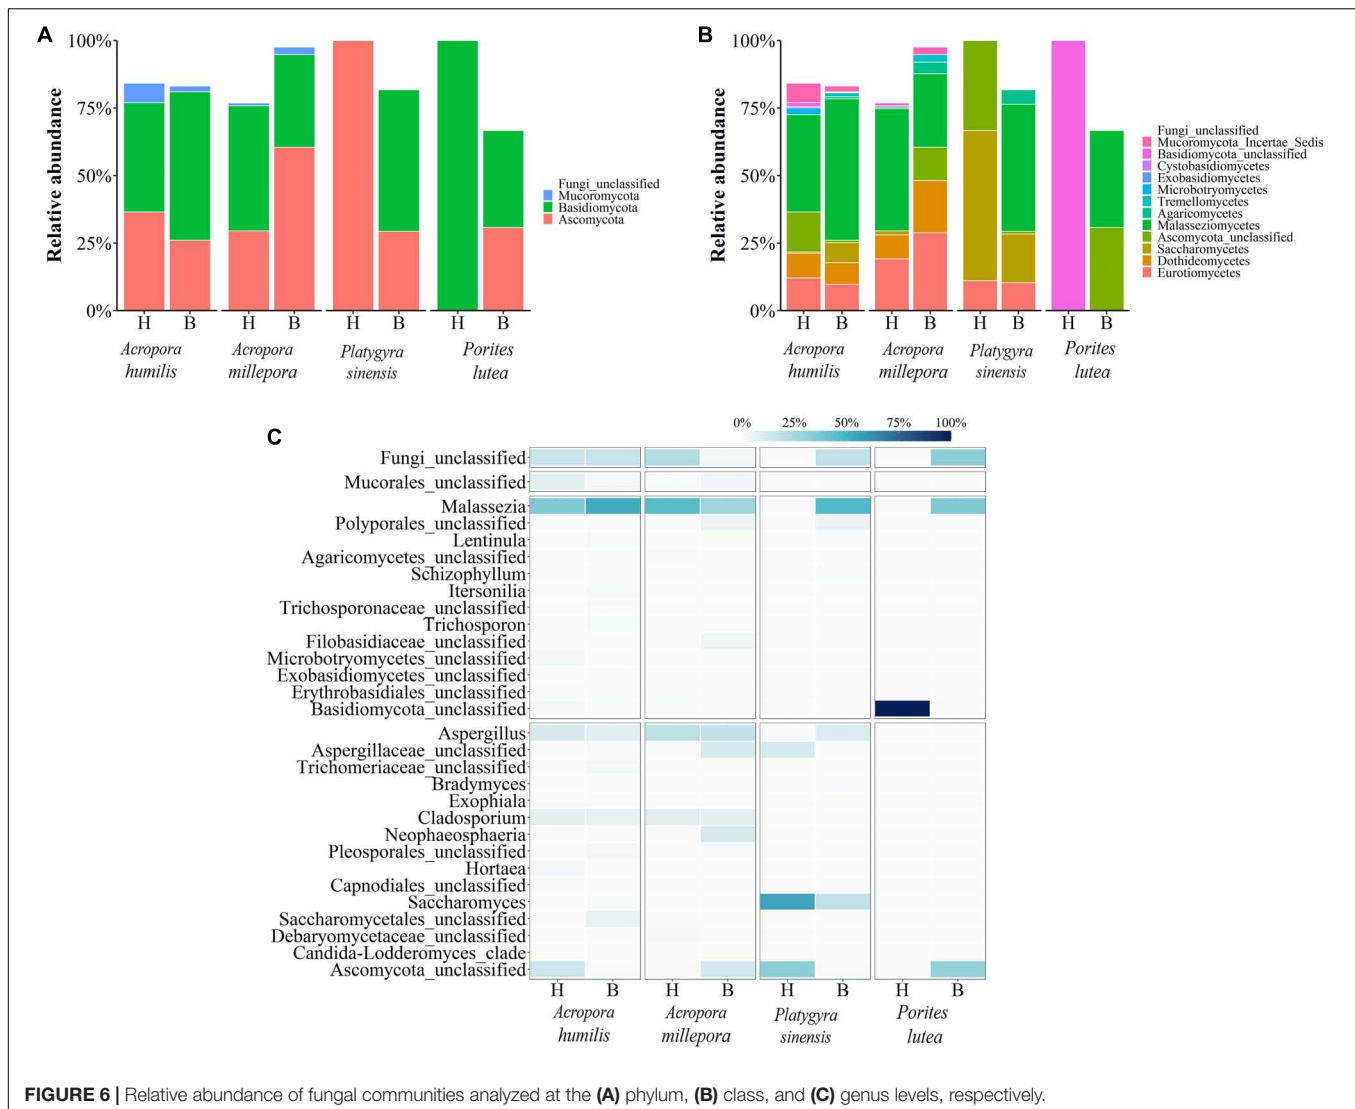 A
100%
75%
50%
25%
0%
Relative abundance
H B H B H B H B
Acropora humilis
Acropora millepora
Platygyra sinensis
Porites lutea
Fungi_unclassified
Mucoromycota
Basidiomycota
Ascomycota
B
100%
75%
50%
25%
0%
Relative abundance
H B H B H B H B
Acropora humilis
Acropora millepora
Platygyra sinensis
Porites lutea
Fungi_unclassified
Mucoromycota_Incertae_Sedis
Basidiomycota_unclassified
Cystobasidiomycetes
Exobasidiomycetes
Microbotryomycetes
Tremellomycetes
Agaricomycetes
Malasseziomycetes
Ascomycota_unclassified
Saccharomycetes
Dothideomycetes
Eurotiomycetes
C
0% 25% 50% 75% 100%
Fungi_unclassified
Mucorales_unclassified
Malassezia
Polyporales_unclassified
Lentinula
Agaricomycetes_unclassified
Schizophyllum
Itersonilia
Trichosporonaceae_unclassified
Trichosporon
Filobasidiaceae_unclassified
Microbotryomycetes_unclassified
Exobasidiomycetes_unclassified
Erythrobasidiales_unclassified
Basidiomycota_unclassified
Aspergillus
Aspergillaceae_unclassified
Trichomeriaceae_unclassified
Bradymyces
Exophiala
Cladosporium
Neophaeosphaeria
Pleosporales_unclassified
Hortaea
Capnodiales_unclassified
Saccharomyces
Saccharomycetales_unclassified
Debaryomycetaceae_unclassified
Candida-Lodderomyces_clade
Ascomycota_unclassified
H B H B H B H B
Acropora humilis
Acropora millepora
Platygyra sinensis
Porites lutea
FIGURE 6 | Relative abundance of fungal communities analyzed at the (A) phylum, (B) class, and (C) genus levels, respectively.